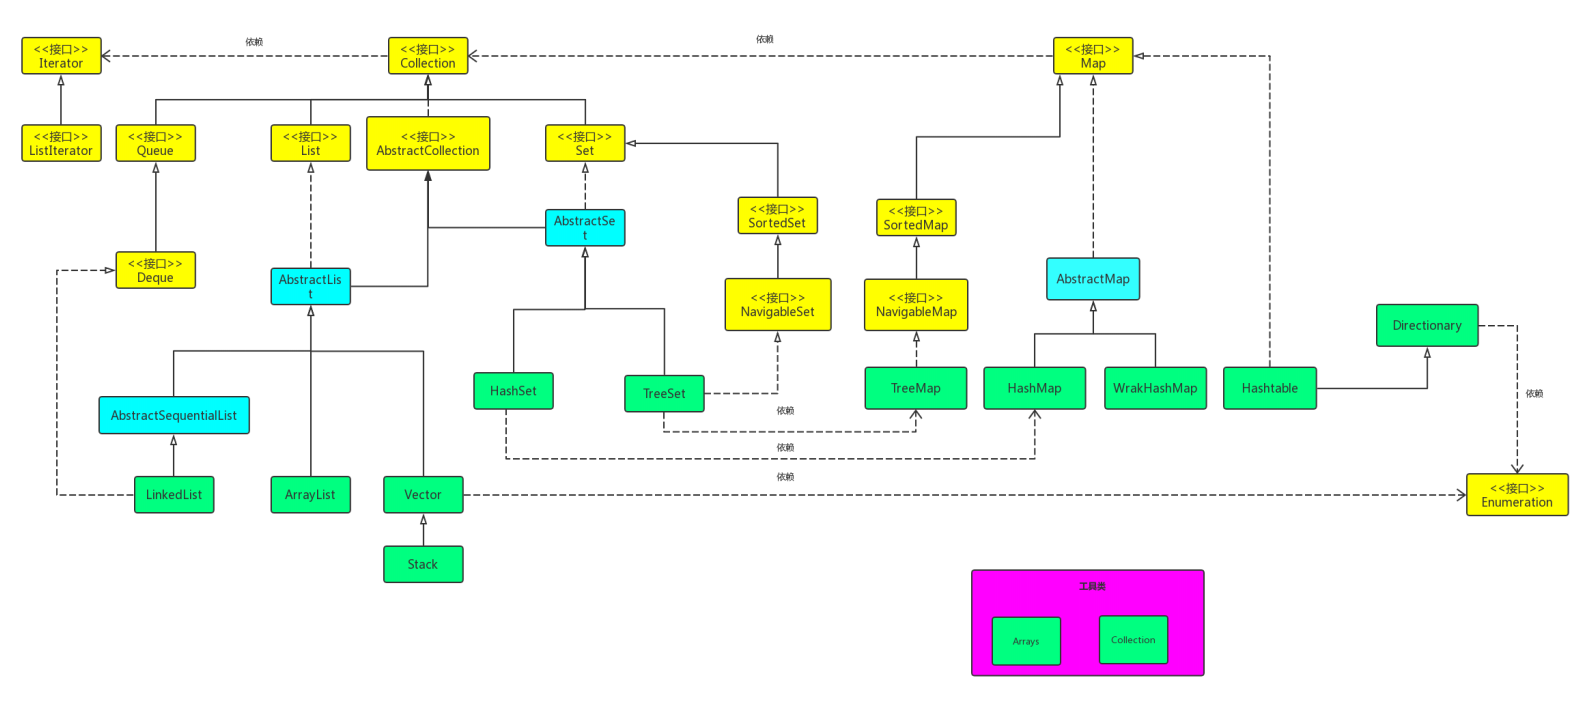 依赖
依赖
<<接口>>
Iterator
<<接口>>
Collection
<<接口>>
Map
<<接口>>
ListIterator
<<接口>>
Queue
<<接口>>
List
<<接口>>
AbstractCollection
<<接口>>
Set
<<接口>>
SortedSet
<<接口>>
SortedMap
AbstractSe
t
<<接口>>
Deque
AbstractLis
t
<<接口>>
NavigableSet
<<接口>>
NavigableMap
AbstractMap
Directionary
HashSet
TreeSet
TreeMap
HashMap
WrakHashMap
Hashtable
依赖
AbstractSequentialList
依赖
依赖
依赖
LinkedList
ArrayList
Vector
<<接口>>
Enumeration
Stack
工具类
Arrays
Collection